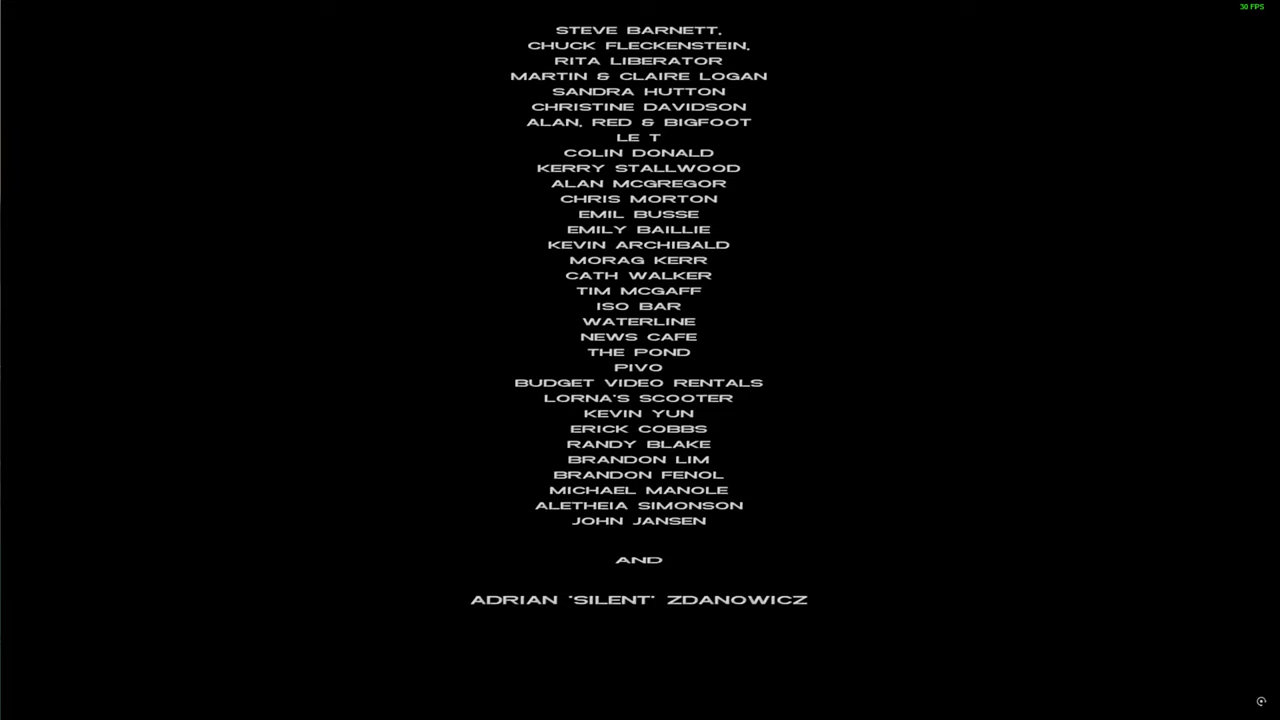 30 FPS
STEVE BARNETT,
CHUCK FLECKENSTEIN,
RITA LIBERATOR
MARTIN & CLAIRE LOGAN
SANDRA HUTTON
CHRISTINE DAVIDSON
ALAN, RED & BIGFOOT
LE T
COLIN DONALD
KERRY STALLWOOD
ALAN MCGREGOR
CHRIS MORTON
EMIL BUSSE
EMILY BAILLIE
KEVIN ARCHIBALD
MORAG KERR
CATH WALKER
TIM MCGAFF
ISO BAR
WATERLINE
NEWS CAFE
THE POND
PIVO
BUDGET VIDEO RENTALS
LORNA'S SCOOTER
KEVIN YUN
ERICK COBBS
RANDY BLAKE
BRANDON LIM
BRANDON FENOL
MICHAEL MANOLE
ALETHEIA SIMONSON
JOHN JANSEN
AND
ADRIAN "SILENT" ZDANOWICZ